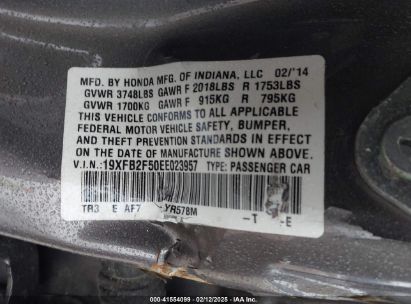 MFD. BY HONDA MFG. OF INDIANA, LLC 02/'14
GVWR 3748LBS GAWR F 2018LBS R 1753LBS
GVWR 1700KG GAWR F 915KG R 795KG
THIS VEHICLE CONFORMS TO ALL APPLICABLE
FEDERAL MOTOR VEHICLE SAFETY, BUMPER,
AND THEFT PREVENTION STANDARDS IN EFFECT
ON THE DATE OF MANUFACTURE SHOWN ABOVE.
V.I.N.: 19XFB2F50EE023957 TYPE: PASSENGER CAR
TR3 E AF7 YR578M -T -E
000-41554099 - 02/12/2025 - IAAI.COM